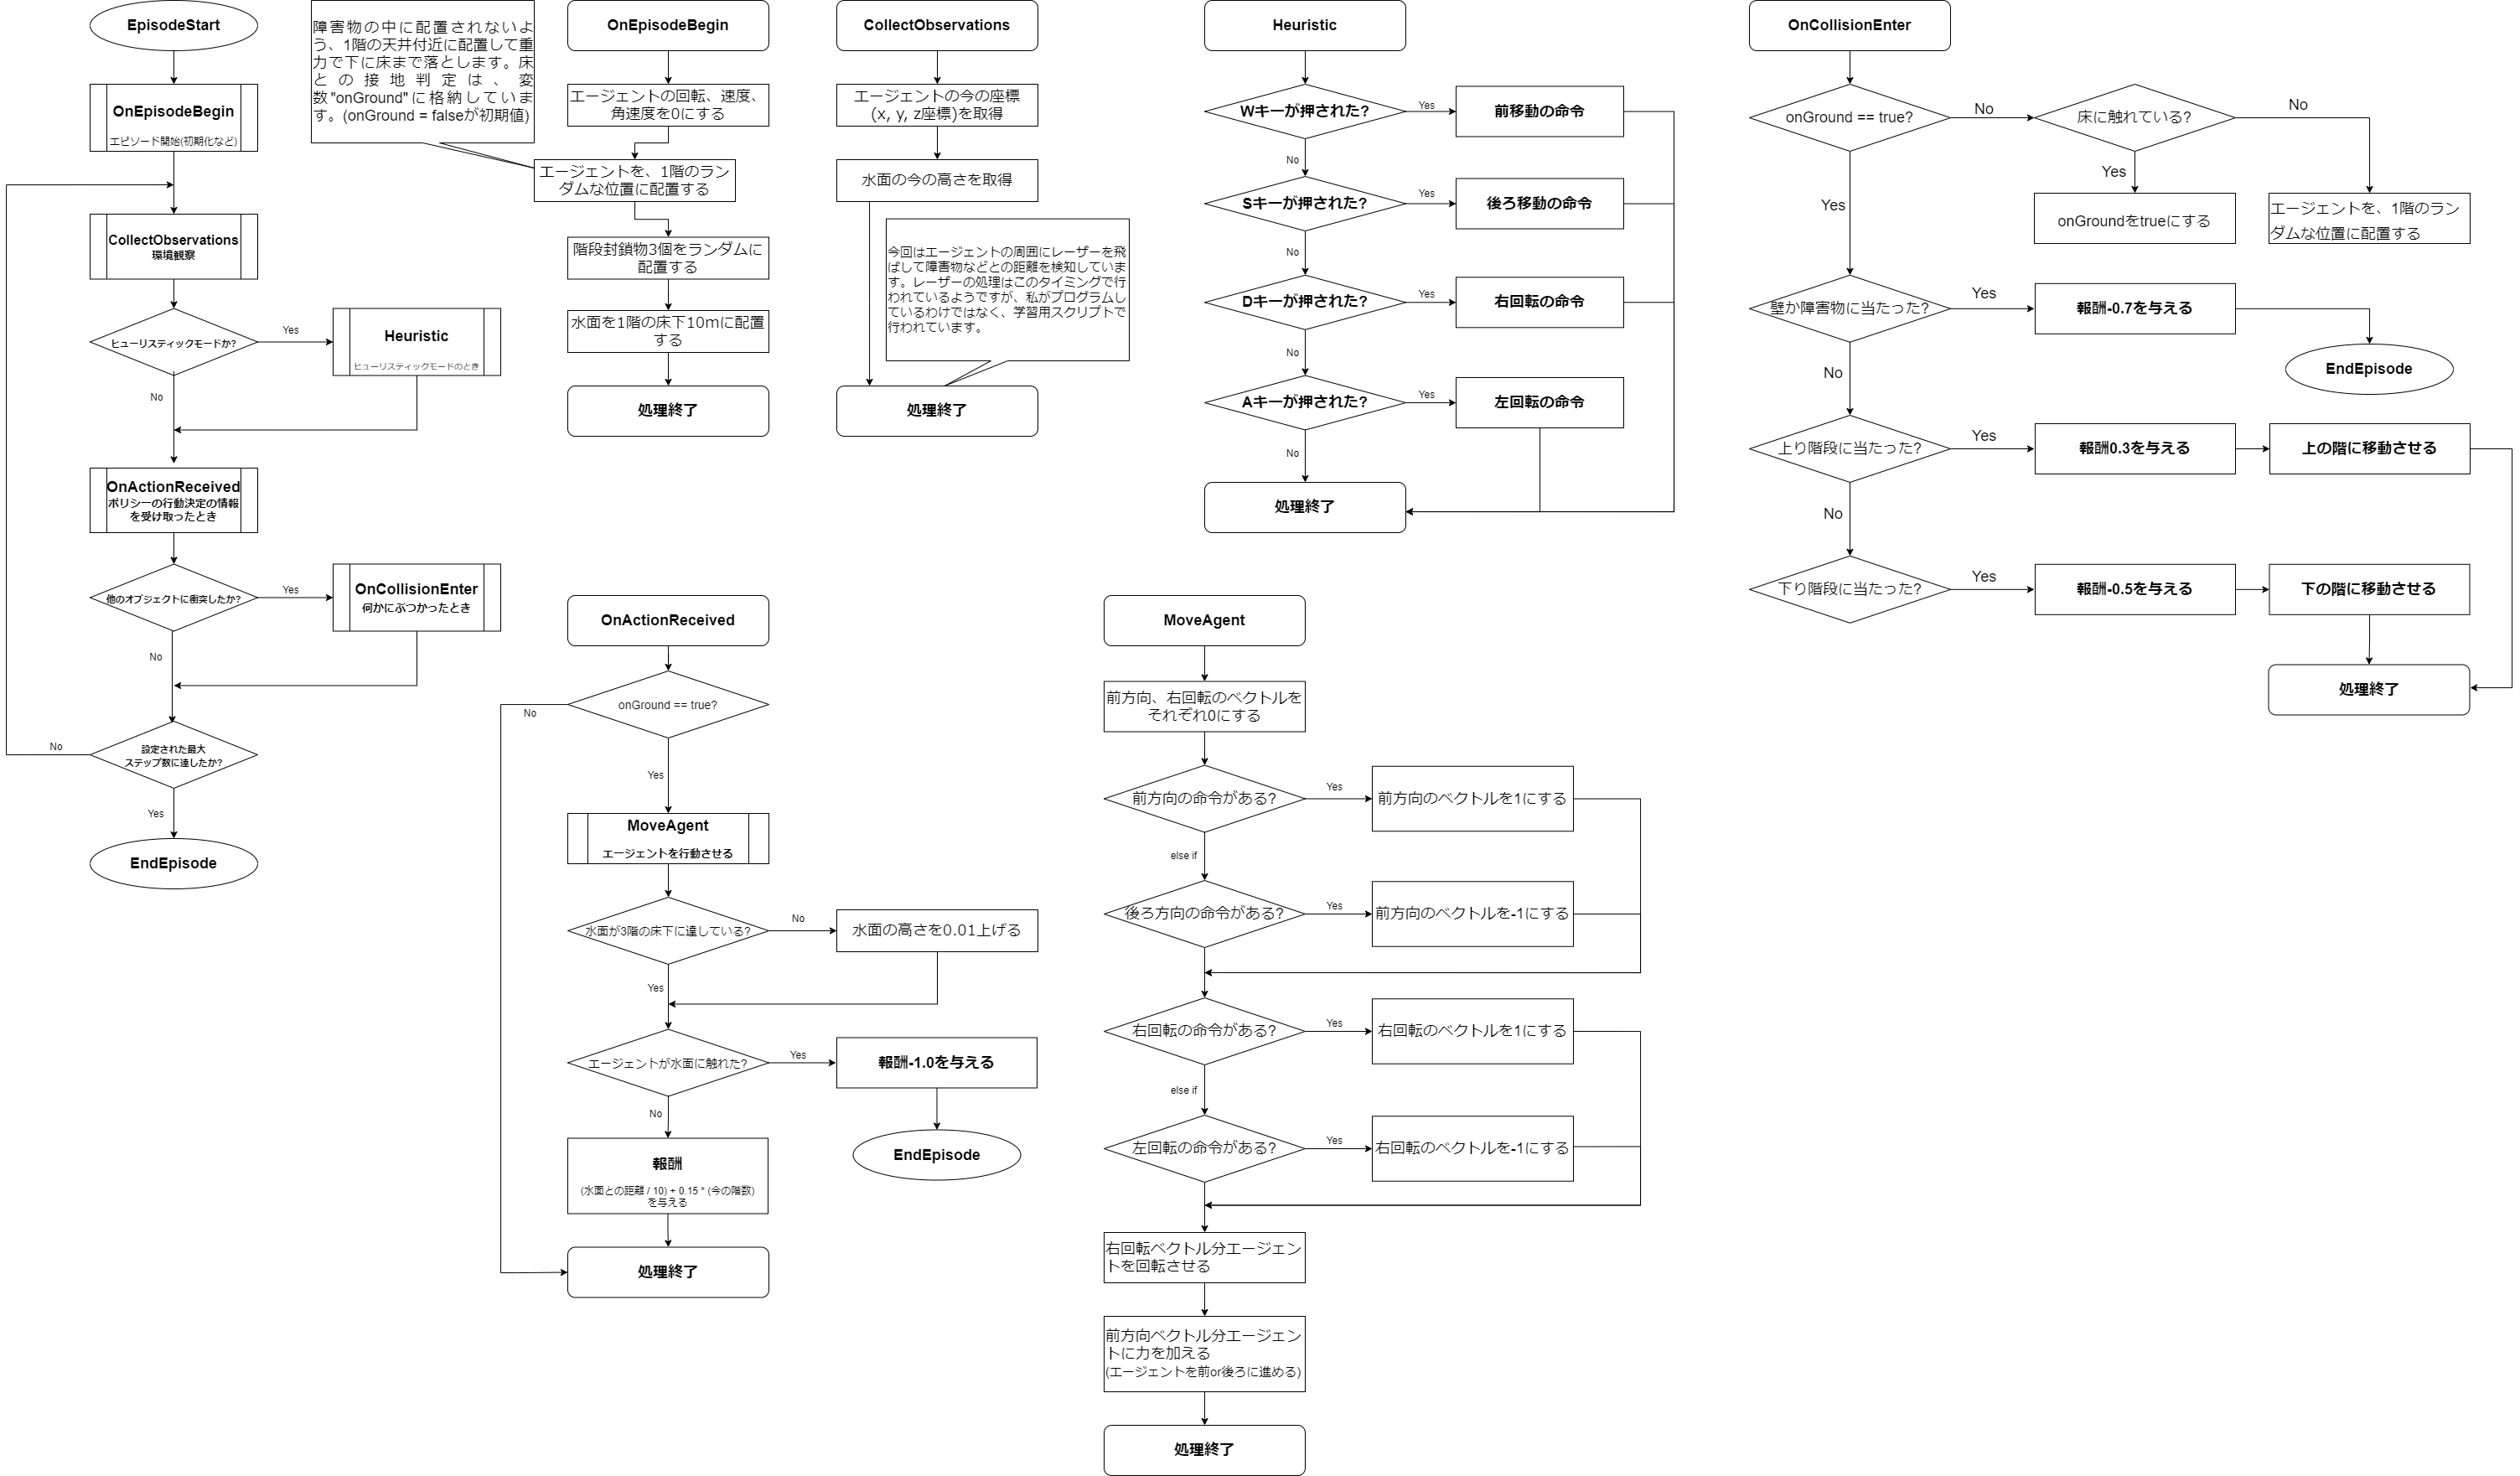 EpisodeStart
OnEpisodeBegin
エピソード開始(初期化など)
CollectObservations
環境観察
ヒューリスティックモードか?
Yes
Heuristic
ヒューリスティックモードのとき
No
OnActionReceived
ポリシーの行動決定の情報
を受け取ったとき
他のオブジェクトに衝突したか?
Yes
OnCollisionEnter
何かにぶつかったとき
No
設定された最大
ステップ数に達したか?
No
Yes
EndEpisode
障害物の中に配置されないよ
う、1階の天井付近に配置して重
力で下に床まで落とします。床
との接地判定は、変
数"onGround"に格納していま
す。(onGround = falseが初期値)
OnEpisodeBegin
エージェントの回転、速度、
角速度を0にする
エージェントを、1階のラン
ダムな位置に配置する
階段封鎖物3個をランダムに
配置する
水面を1階の床下10mに配置
する
処理終了
CollectObservations
エージェントの今の座標
(x, y, z座標)を取得
水面の今の高さを取得
今回はエージェントの周囲にレーザーを飛
ばして障害物などとの距離を検知していま
す。レーザーの処理はこのタイミングで行
われているようですが、私がプログラムし
ているわけではなく、学習用スクリプトで
行われています。
処理終了
Heuristic
Wキーが押された?
Yes
前移動の命令
No
Sキーが押された?
Yes
後ろ移動の命令
No
Dキーが押された?
Yes
右回転の命令
No
Aキーが押された?
Yes
左回転の命令
No
処理終了
OnCollisionEnter
onGround == true?
No
床に触れている?
No
Yes
onGroundをtrueにする
エージェントを、1階のラン
ダムな位置に配置する
Yes
壁か障害物に当たった?
Yes
報酬-0.7を与える
EndEpisode
No
上り階段に当たった?
Yes
報酬0.3を与える
上の階に移動させる
No
下り階段に当たった?
Yes
報酬-0.5を与える
下の階に移動させる
処理終了
OnActionReceived
onGround == true?
No
Yes
MoveAgent
エージェントを行動させる
水面が3階の床下に達している?
No
水面の高さを0.01上げる
Yes
エージェントが水面に触れた?
Yes
報酬-1.0を与える
EndEpisode
No
報酬
(水面との距離 / 10) + 0.15 * (今の階数)
を与える
処理終了
MoveAgent
前方向、右回転のベクトルを
それぞれ0にする
前方向の命令がある?
Yes
前方向のベクトルを1にする
else if
後ろ方向の命令がある?
Yes
前方向のベクトルを-1にする
右回転の命令がある?
Yes
右回転のベクトルを1にする
else if
左回転の命令がある?
Yes
右回転のベクトルを-1にする
右回転ベクトル分エージェン
トを回転させる
前方向ベクトル分エージェン
トに力を加える
(エージェントを前or後ろに進める)
処理終了